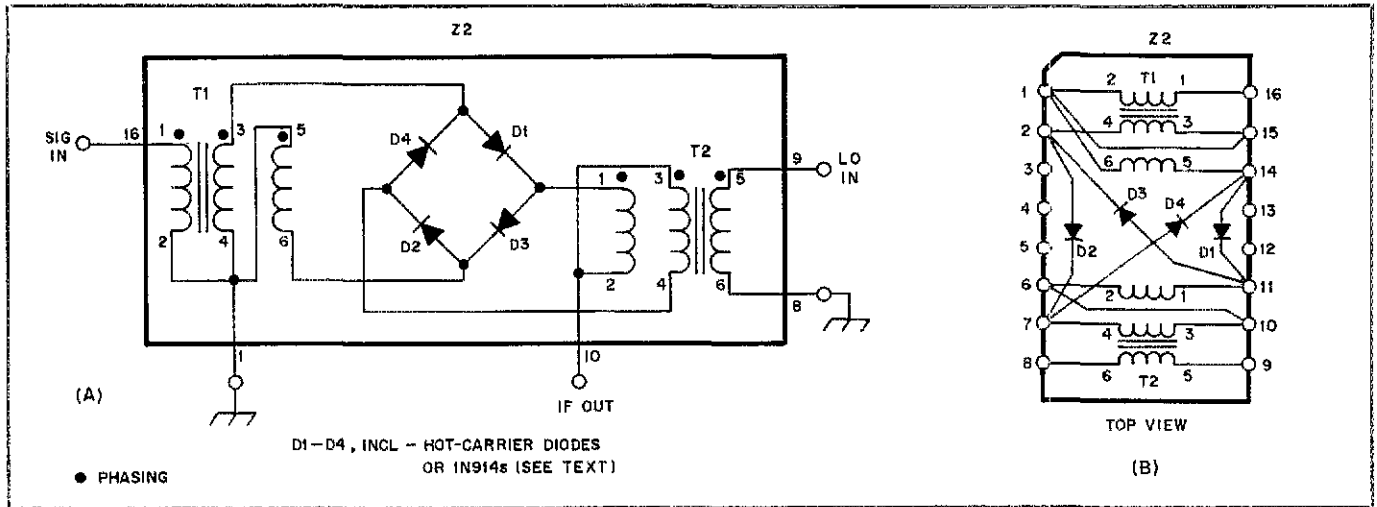 Z2
T1
SIG IN
16
1
3
5
2
4
6
D4
D1
D2
D3
T2
1
3
5
2
4
6
9
LO IN
8
1
10
IF OUT
(A)
D1–D4, INCL – HOT-CARRIER DIODES
OR 1N914s (SEE TEXT)
● PHASING
Z2
2
T1
1
1
16
2
4
3
15
6
5
3
14
D3
D4
4
13
5
D2
D1
12
6
2
1
11
7
4
3
10
8
6
T2
5
9
TOP VIEW
(B)